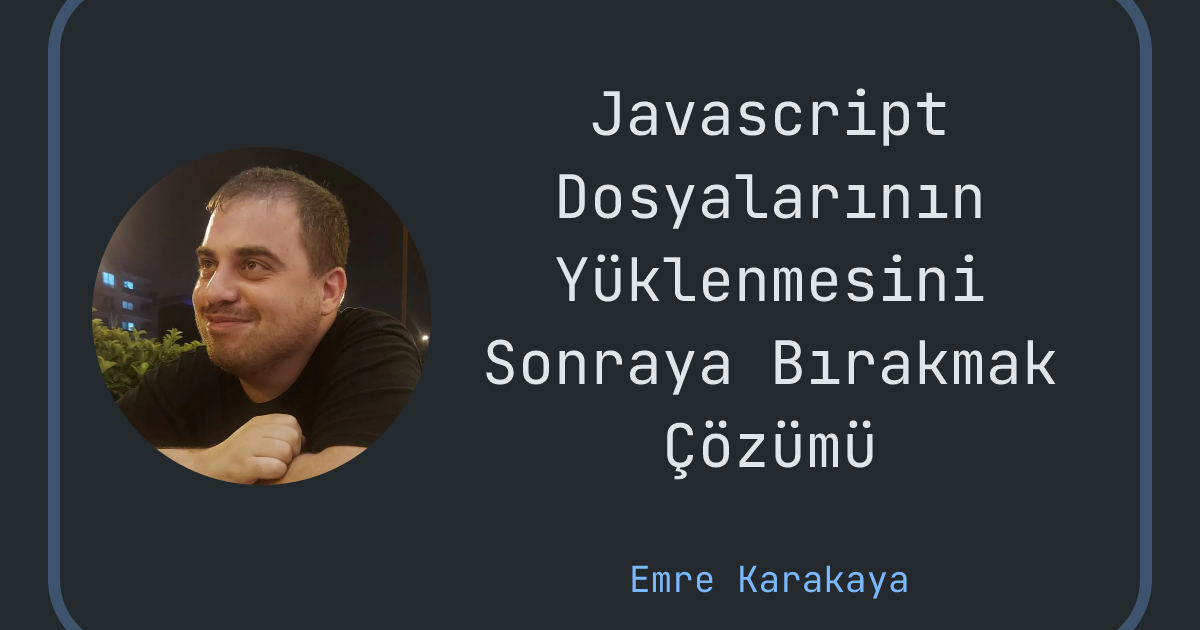 Javascript
Dosyalarının
Yüklenmesini
Sonraya Bırakmak
Çözümü
Emre Karakaya